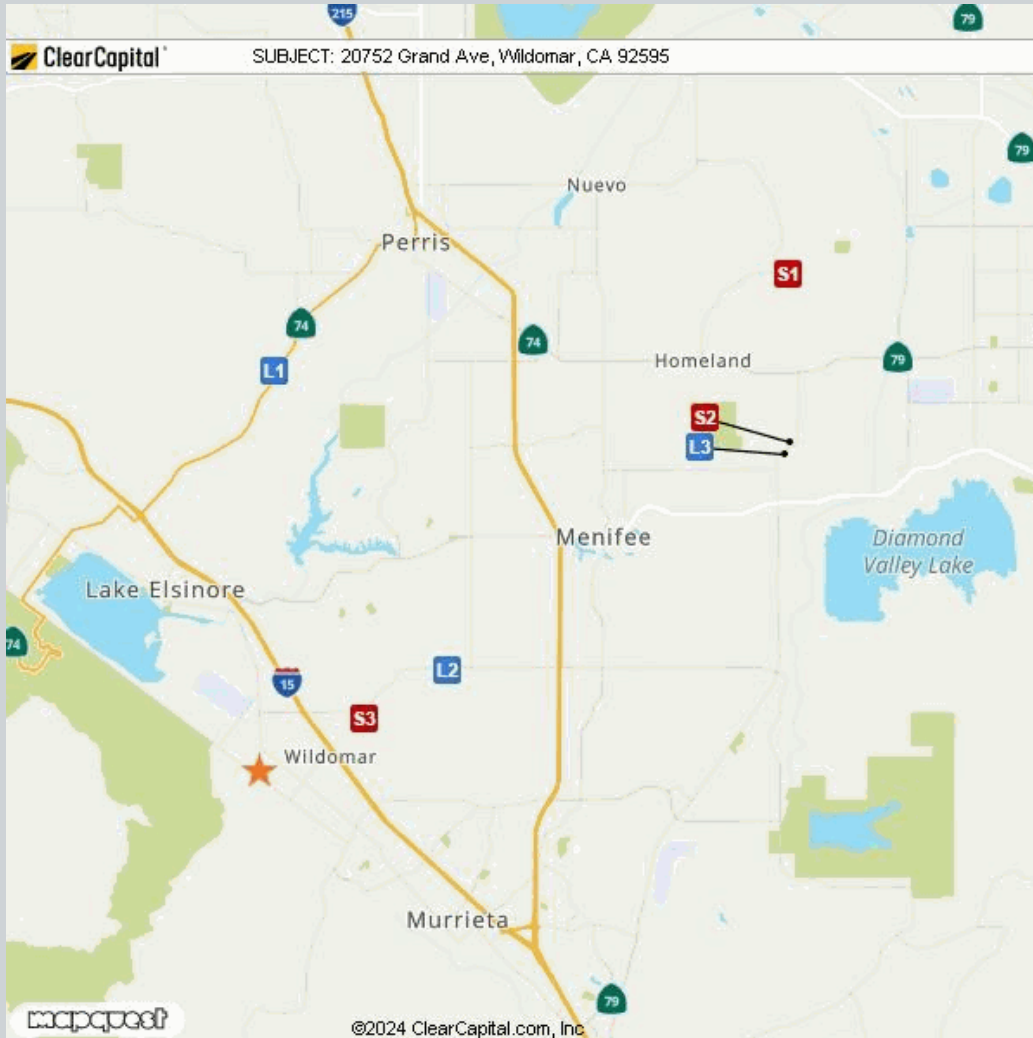 215
79
ClearCapital
SUBJECT: 20752 Grand Ave, Wildomar, CA 92595
79
Nuevo
Perris
S1
74
74
Homeland
79
L1
S2
L3
Menifee
Diamond
Valley Lake
Lake Elsinore
74
L2
15
S3
Wildomar
Murrieta
79
mapquest
©2024 ClearCapital.com, Inc